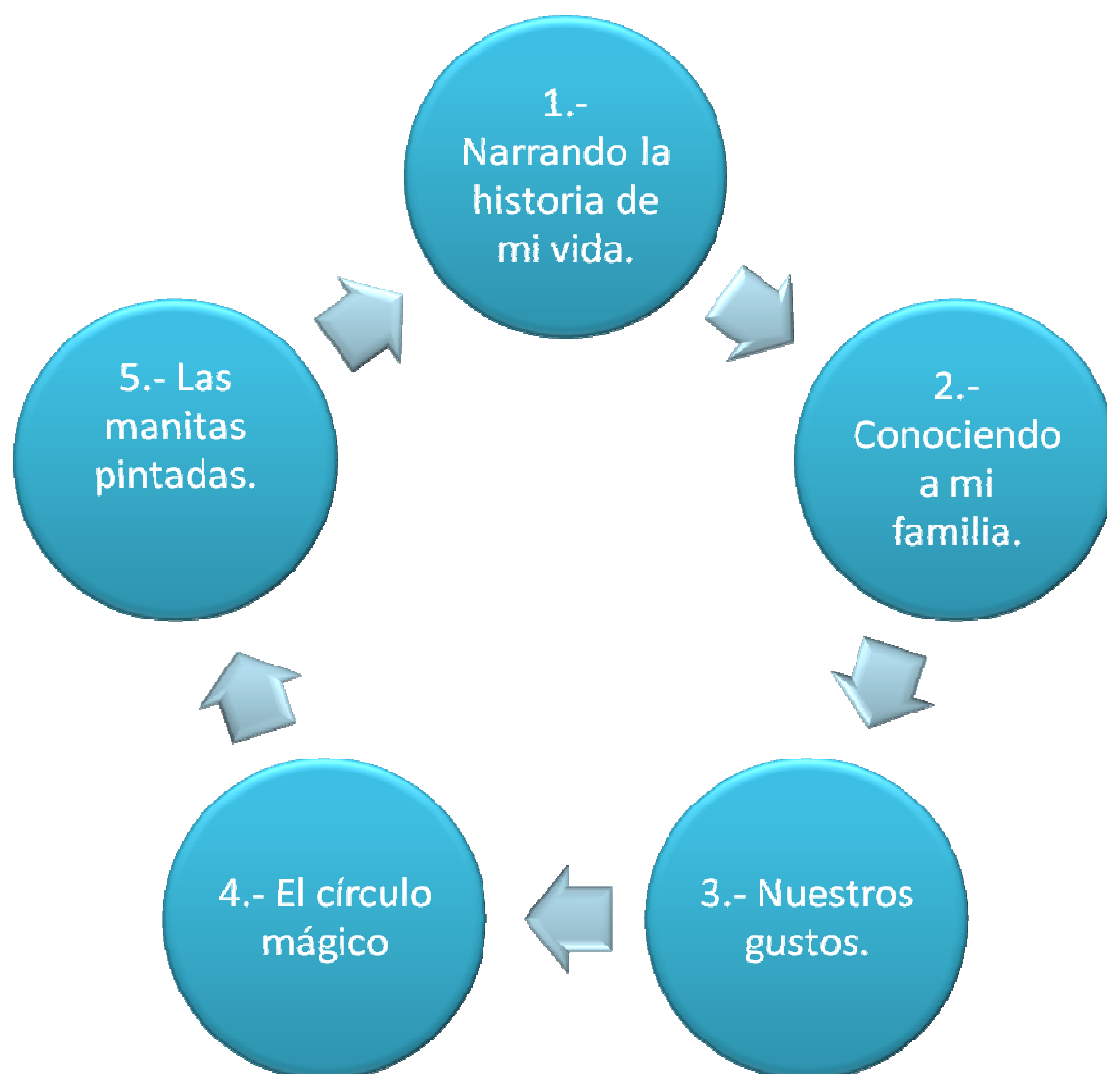 1.-
Narrando la
historia de
mi vida.
2.-
Conociendo
a mi
familia.
3.- Nuestros
gustos.
4.- El círculo
mágico
5.- Las
manitas
pintadas.